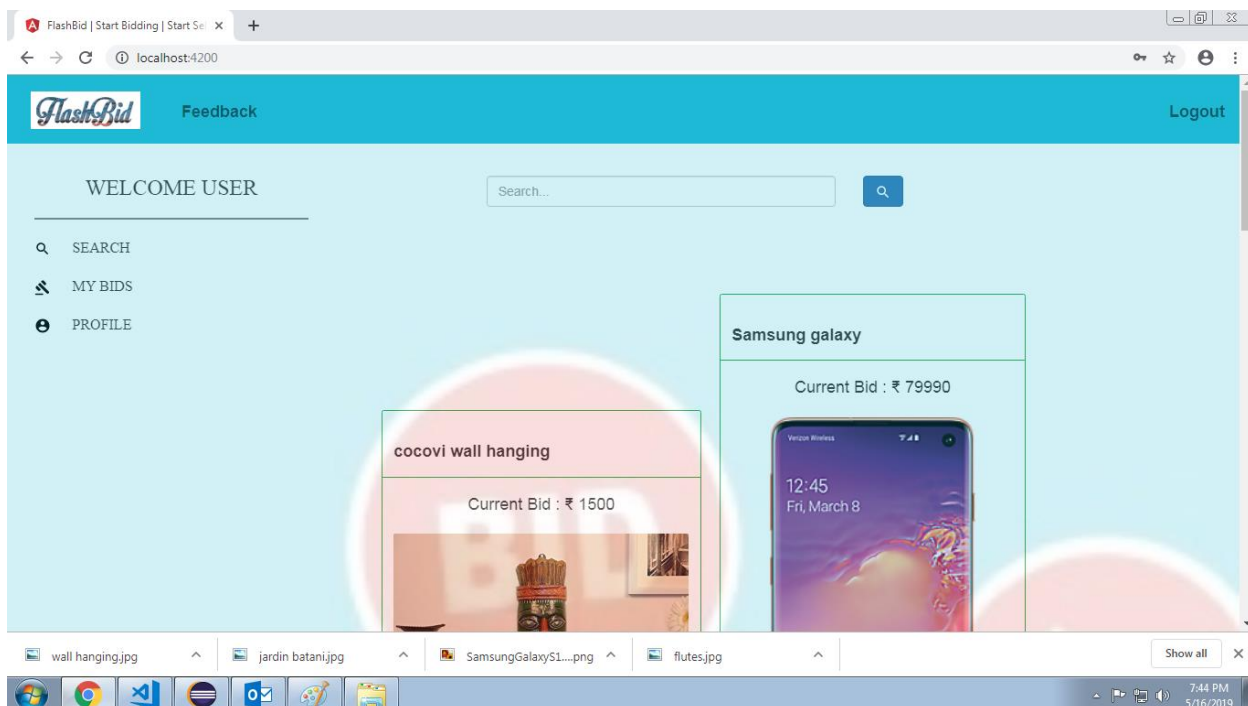 FlashBid | Start Bidding | Start Sel
localhost:4200
FlashBid
Feedback
Logout
WELCOME USER
Search...
SEARCH
MY BIDS
PROFILE
Samsung galaxy
Current Bid : ₹ 79990
Verizon Wireless
12:45
Fri, March 8
cocovi wall hanging
Current Bid : ₹ 1500
BID
wall hanging.jpg
jardin batani.jpg
SamsungGalaxyS1....png
flutes.jpg
Show all
7:44 PM
5/16/2019